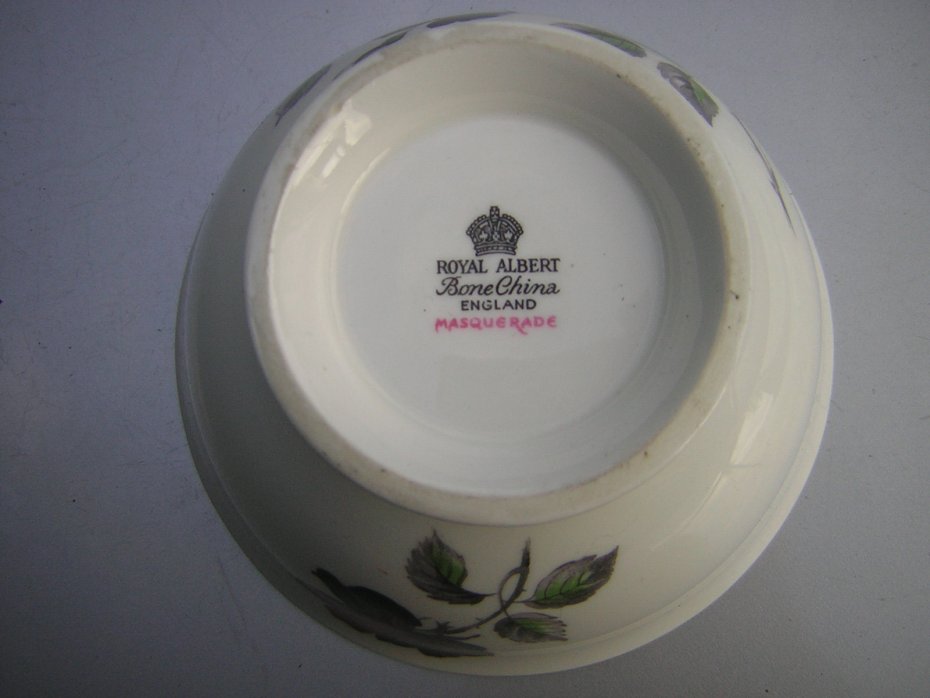 ROYAL ALBERT
Bone China
ENGLAND
MASQUERADE